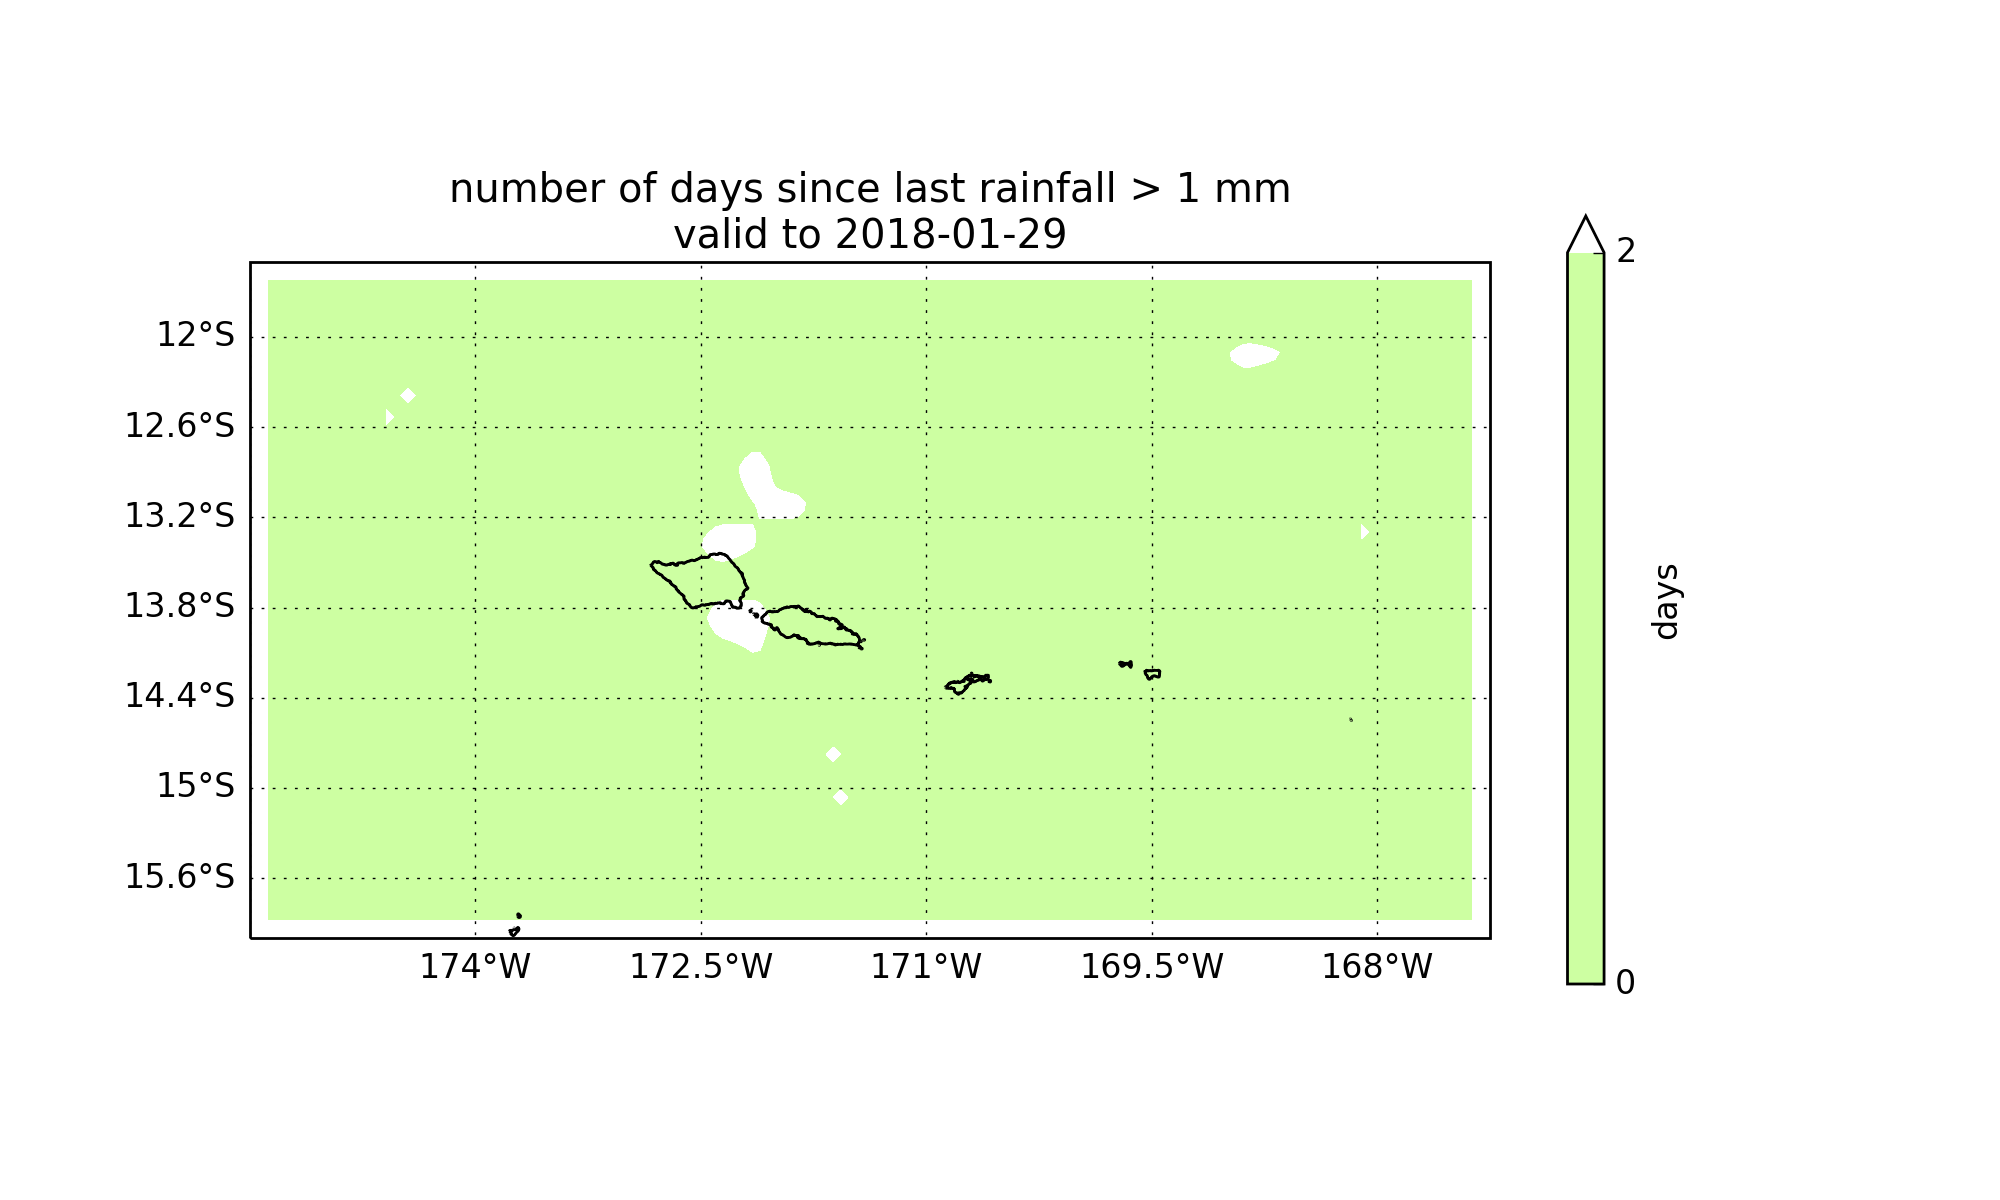 number of days since last rainfall > 1 mm
valid to 2018-01-29
2
12°S
12.6°S
13.2°S
13.8°S
14.4°S
15°S
15.6°S
174°W 172.5°W 171°W 169.5°W 168°W
days
0